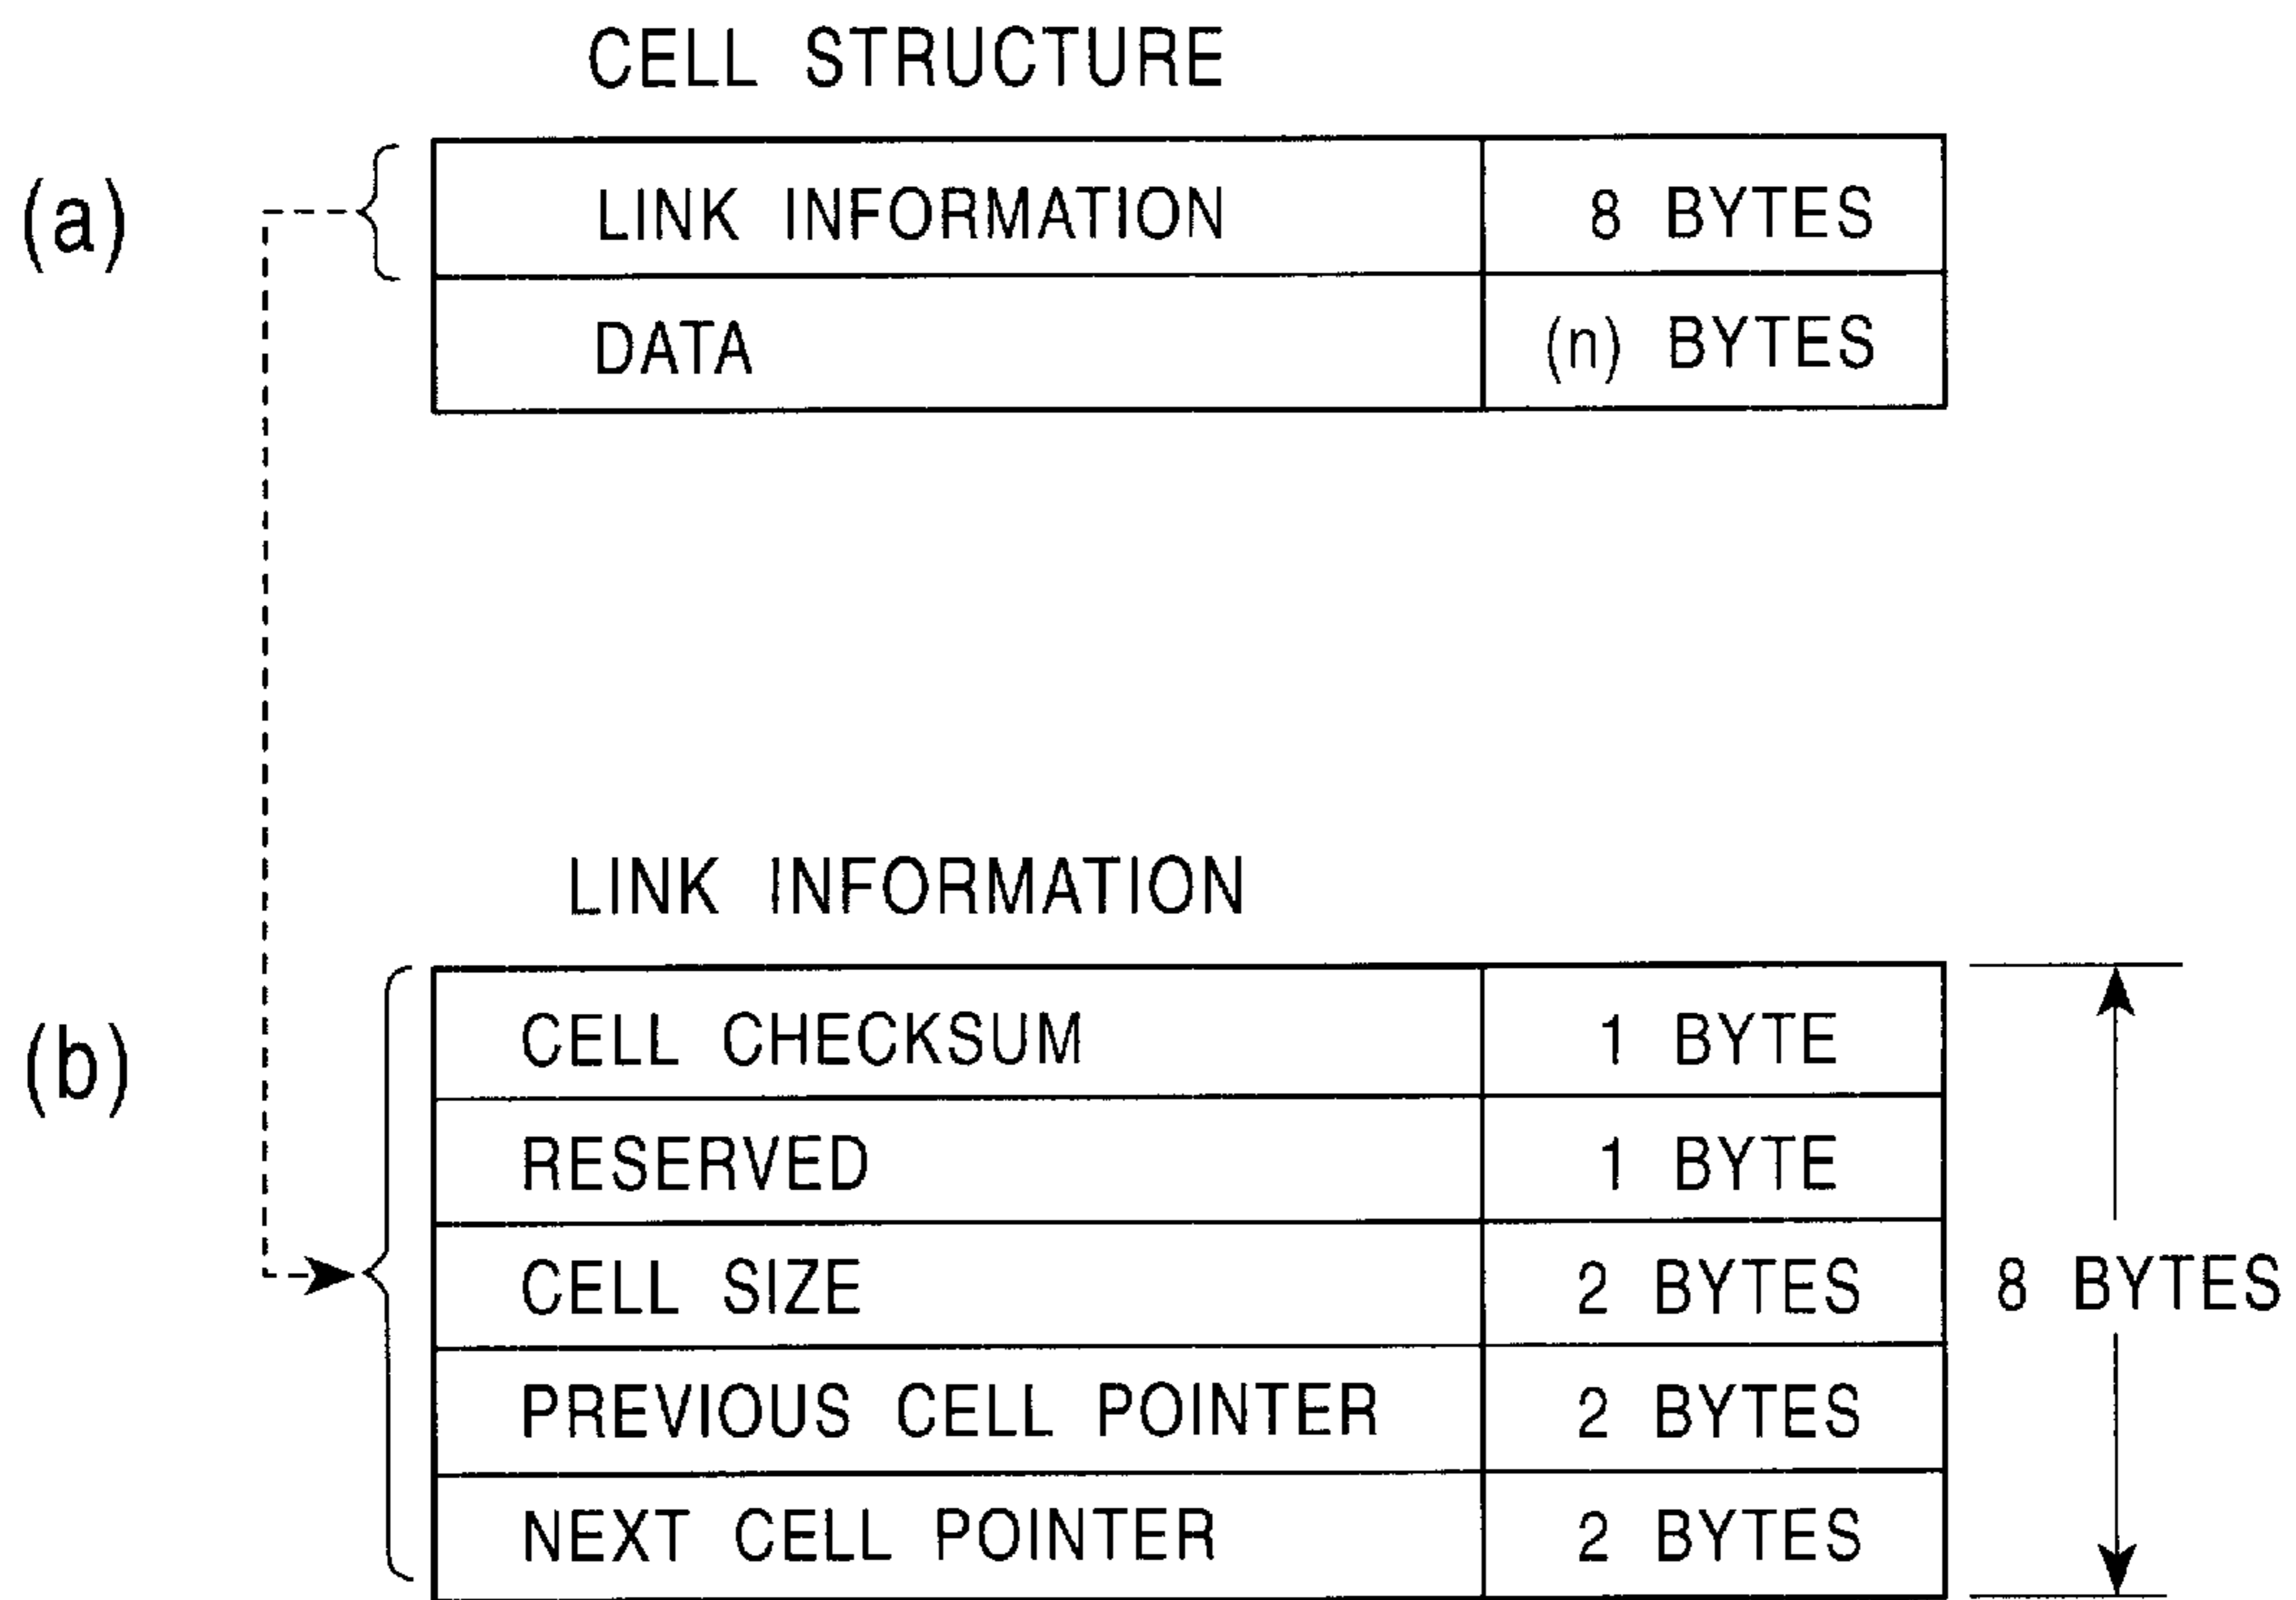 CELL STRUCTURE
(a)
LINK INFORMATION 8 BYTES
DATA (n) BYTES
LINK INFORMATION
(b)
CELL CHECKSUM 1 BYTE
RESERVED 1 BYTE
CELL SIZE 2 BYTES
8 BYTES
PREVIOUS CELL POINTER 2 BYTES
NEXT CELL POINTER 2 BYTES